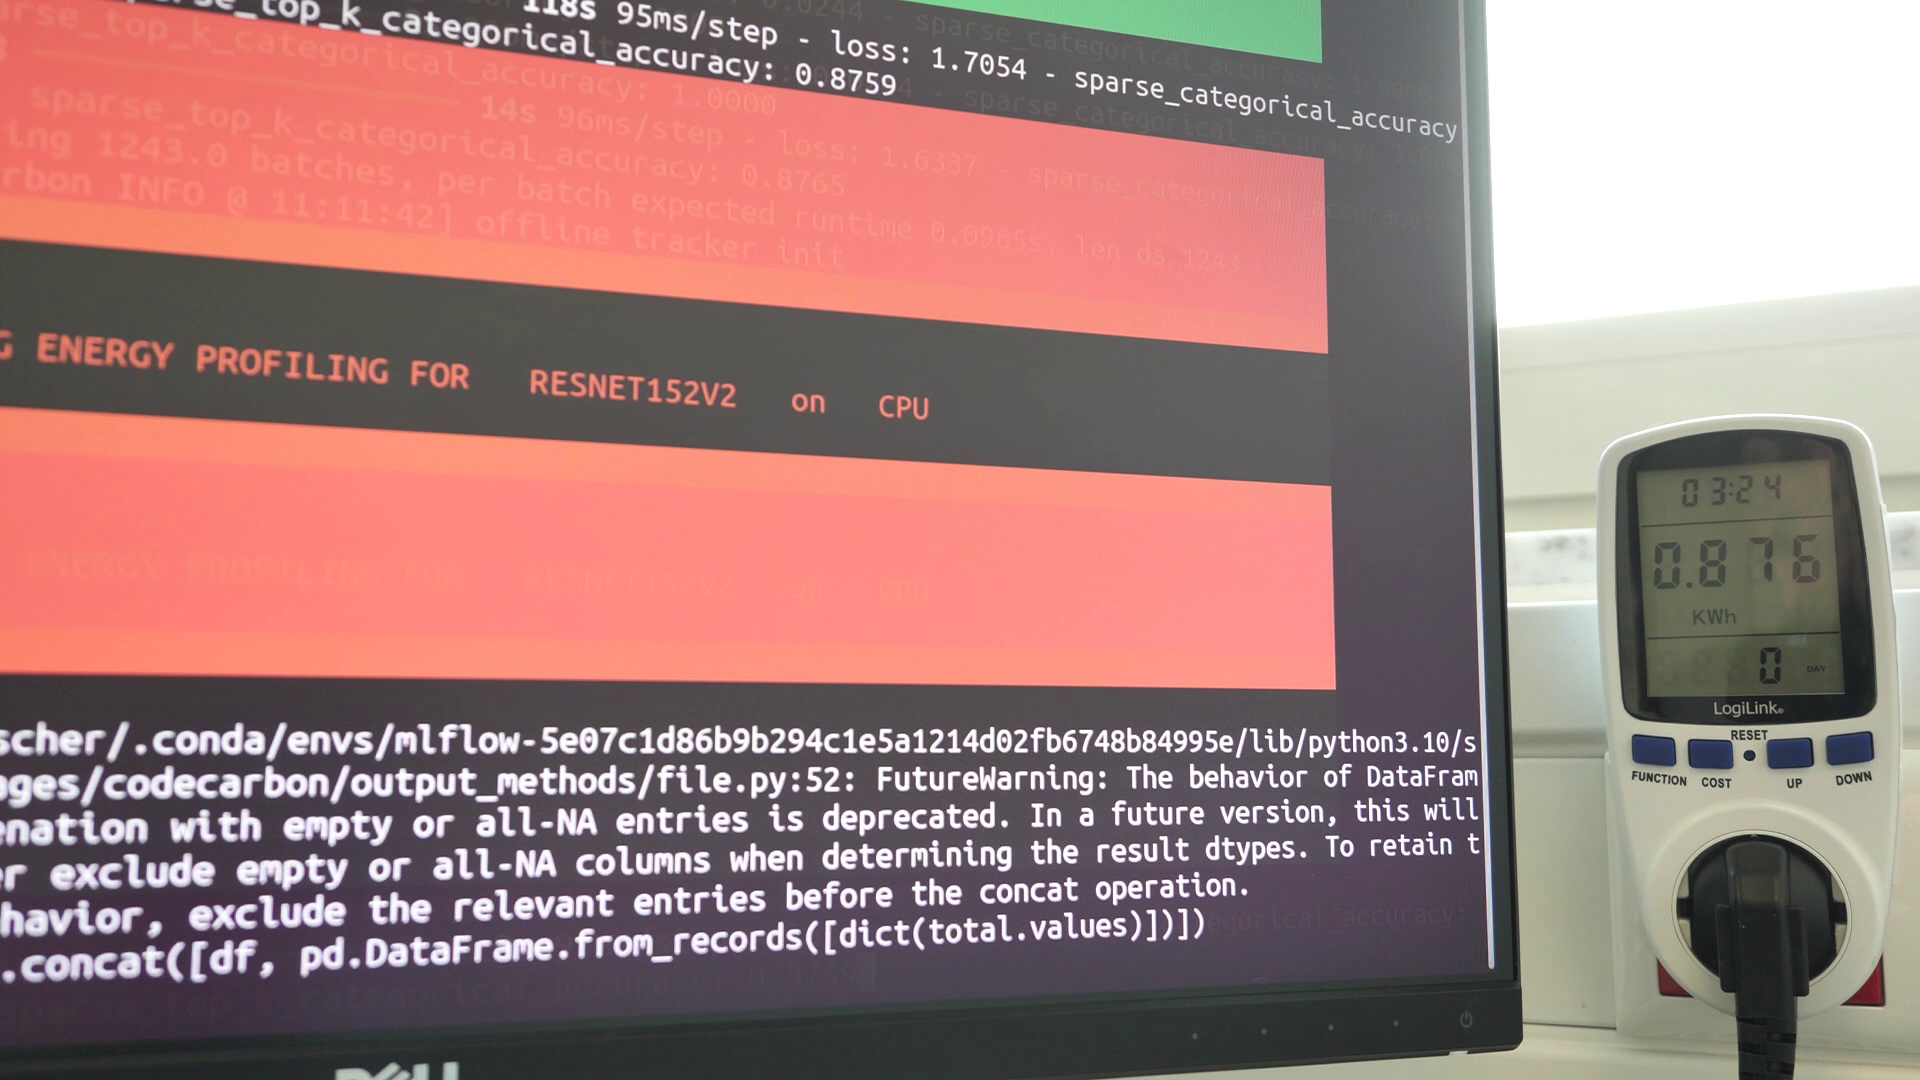 118s 95ms/step - loss: 1.7054 - sparse_categorical_accuracy
_top_k_categorical_accuracy: 0.8759
rse_top_k_categorical_accuracy: 1.0000
14s 96ms/step - loss: 1.6337 - sparse_categorical_accuracy:
sparse_top_k_categorical_accuracy: 0.8765
ing 1243.0 batches, per batch expected runtime 0.0965s, len ds 1243
rbon INFO @ 11:11:42] offline tracker init
G ENERGY PROFILING FOR RESNET152V2 on CPU
ENERGY PROFILING FOR RESNET152V2 on CPU
scher/.conda/envs/mlflow-5e07c1d86b9b294c1e5a1214d02fb6748b84995e/lib/python3.10/s
ages/codecarbon/output_methods/file.py:52: FutureWarning: The behavior of DataFram
enation with empty or all-NA entries is deprecated. In a future version, this will
er exclude empty or all-NA columns when determining the result dtypes. To retain t
havior, exclude the relevant entries before the concat operation.
.concat([df, pd.DataFrame.from_records([dict(total.values)])])
DELL
03:24
0.876
KWh
0 DAY
LogiLink®
RESET
FUNCTION COST UP DOWN